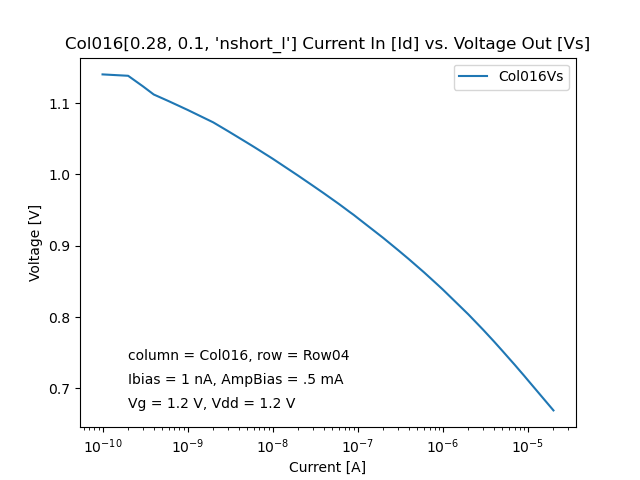 Col016[0.28, 0.1, 'nshort_l'] Current In [Id] vs. Voltage Out [Vs]
Col016Vs
1.1
1.0
0.9
0.8
0.7
Voltage [V]
column = Col016, row = Row04
Ibias = 1 nA, AmpBias = .5 mA
Vg = 1.2 V, Vdd = 1.2 V
10⁻¹⁰ 10⁻⁹ 10⁻⁸ 10⁻⁷ 10⁻⁶ 10⁻⁵
Current [A]